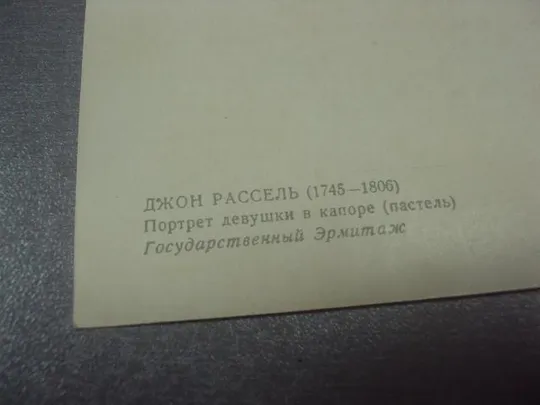 ДЖОН РАССЕЛЬ (1745—1806)
Портрет девушки в капоре (пастель)
Государственный Эрмитаж